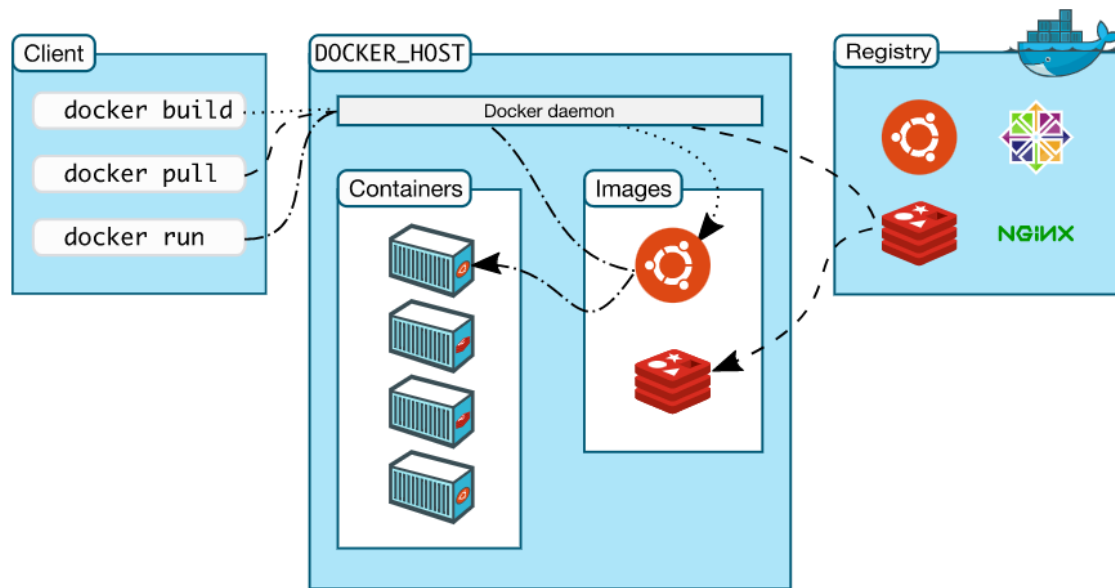 Client
docker build
docker pull
docker run
DOCKER_HOST
Docker daemon
Containers
Images
Registry
NGiNX